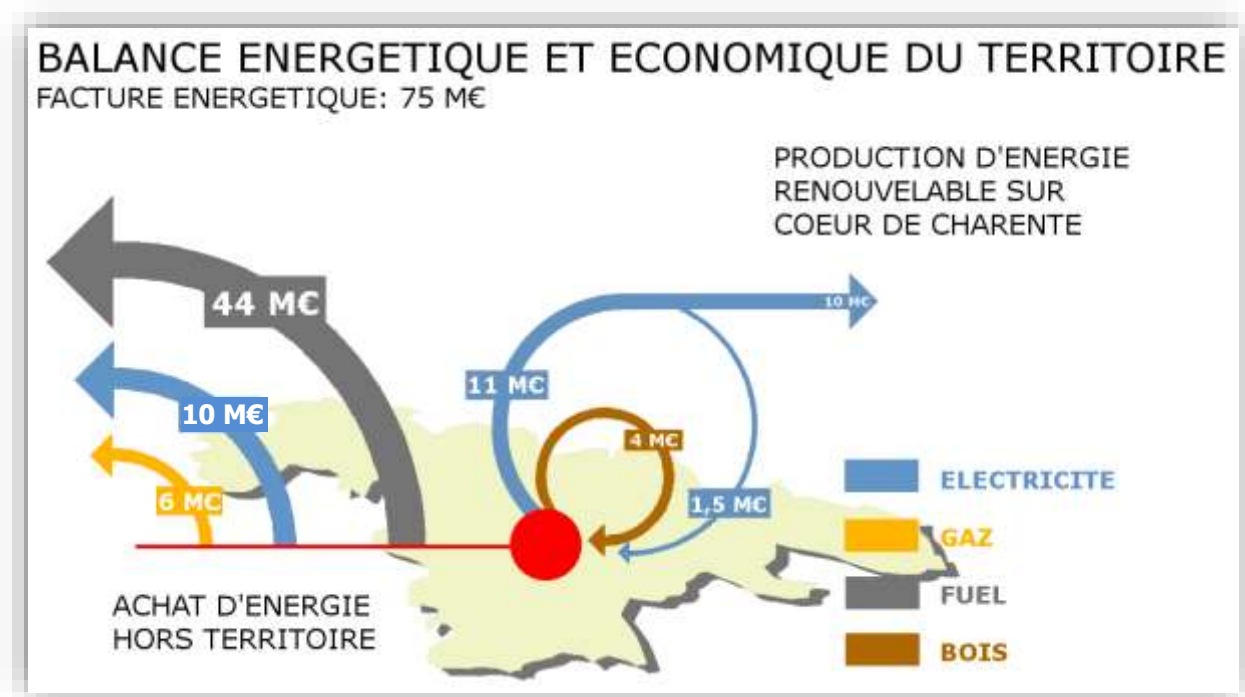 BALANCE ENERGETIQUE ET ECONOMIQUE DU TERRITOIRE
FACTURE ENERGETIQUE: 75 M€
PRODUCTION D'ENERGIE
RENOUVELABLE SUR
COEUR DE CHARENTE
44 M€
10 M€
11 M€
10 M€
4 M€
6 M€
1,5 M€
ELECTRICITE
GAZ
FUEL
BOIS
ACHAT D'ENERGIE
HORS TERRITOIRE